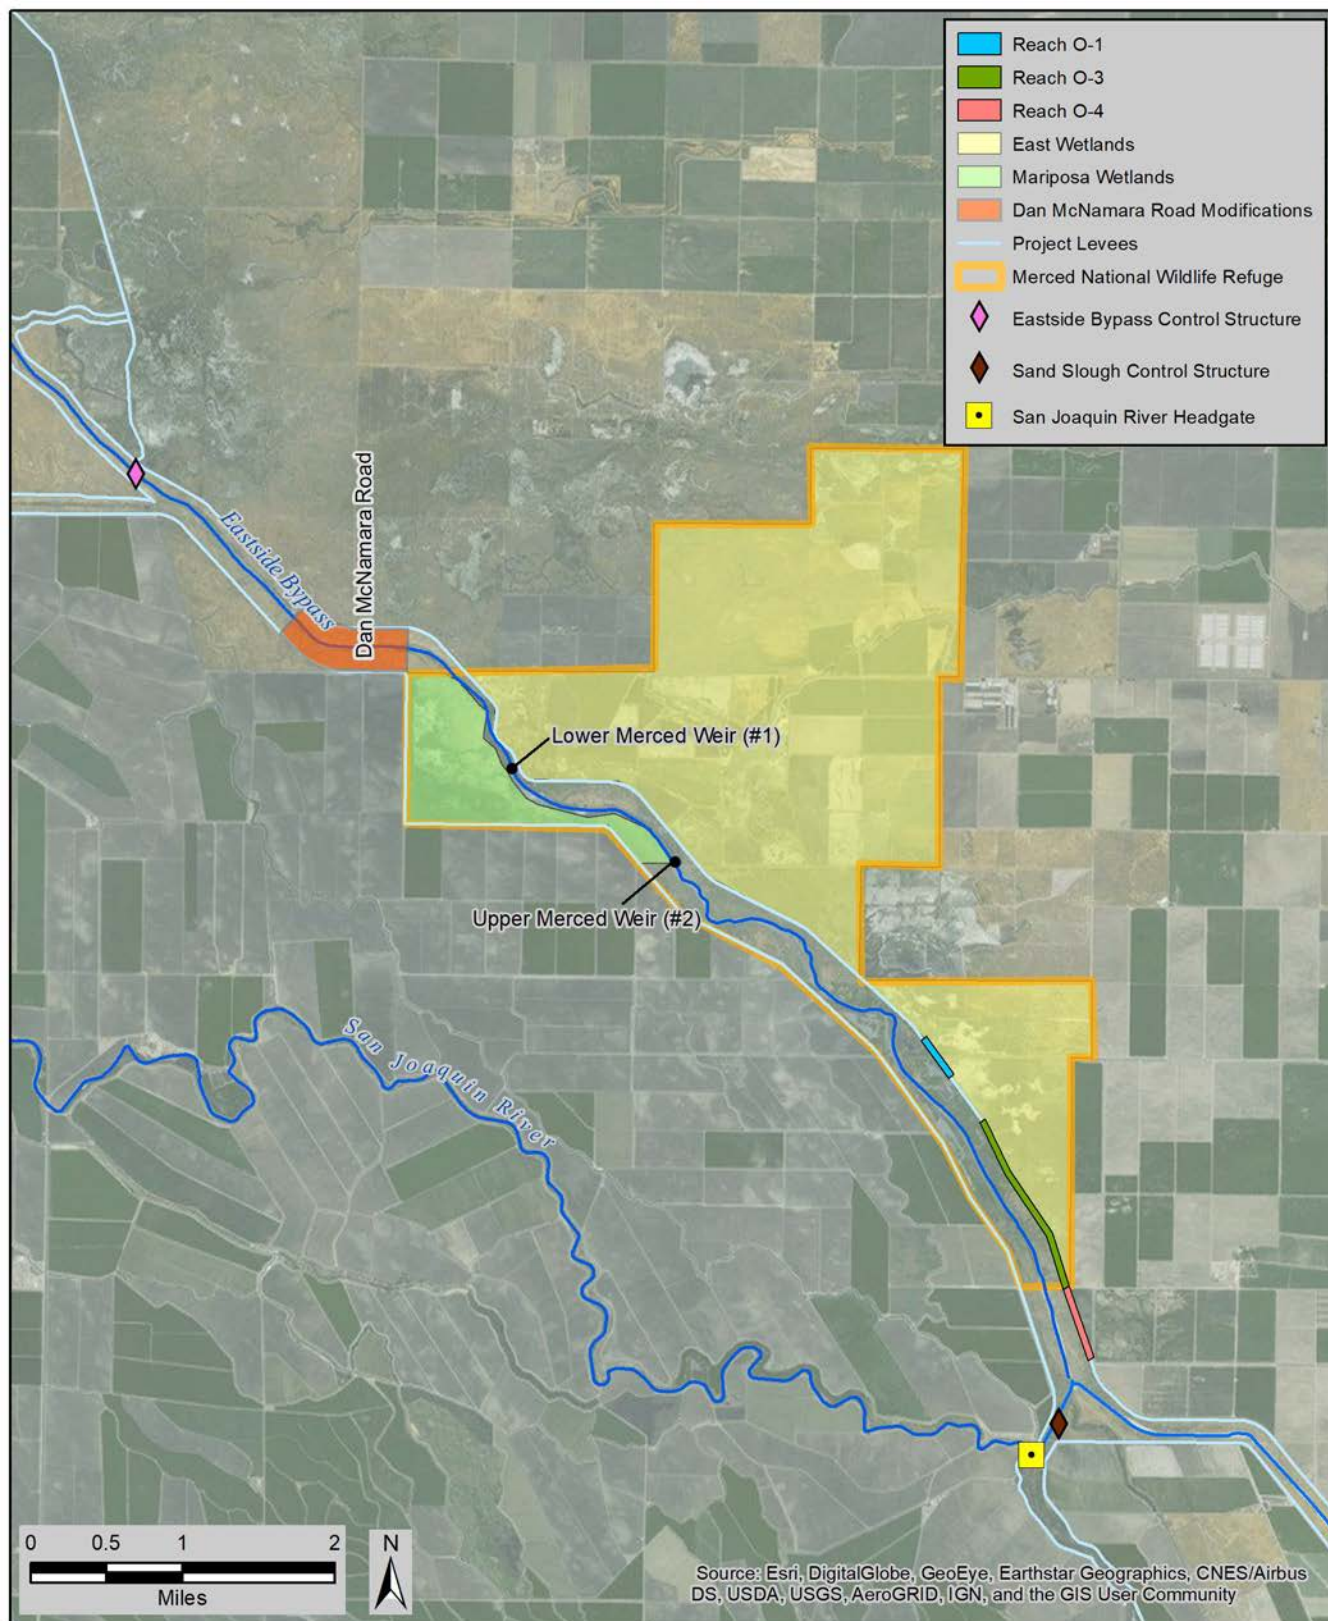 Reach O-1
Reach O-3
Reach O-4
East Wetlands
Mariposa Wetlands
Dan McNamara Road Modifications
Project Levees
Merced National Wildlife Refuge
Eastside Bypass Control Structure
Sand Slough Control Structure
San Joaquin River Headgate
Eastside Bypass
Dan McNamara Road
Lower Merced Weir (#1)
Upper Merced Weir (#2)
San Joaquin River
0 0.5 1 2
Miles
N
Source: Esri, DigitalGlobe, GeoEye, Earthstar Geographics, CNES/Airbus
DS, USDA, USGS, AeroGRID, IGN, and the GIS User Community